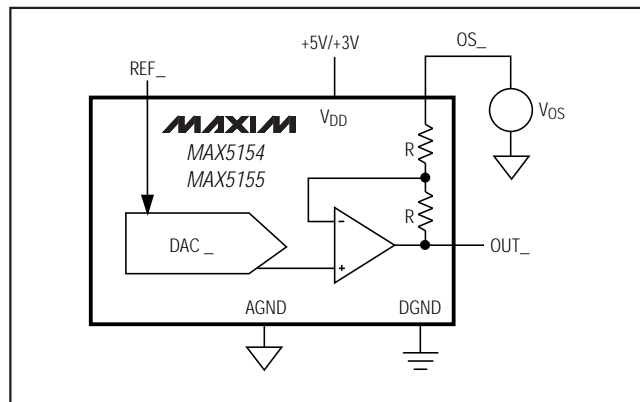 +5V/+3V
OS_
REF_
VDD
VOS
MAXIM
MAX5154
MAX5155
R
R
DAC _
-
+
OUT_
AGND
DGND